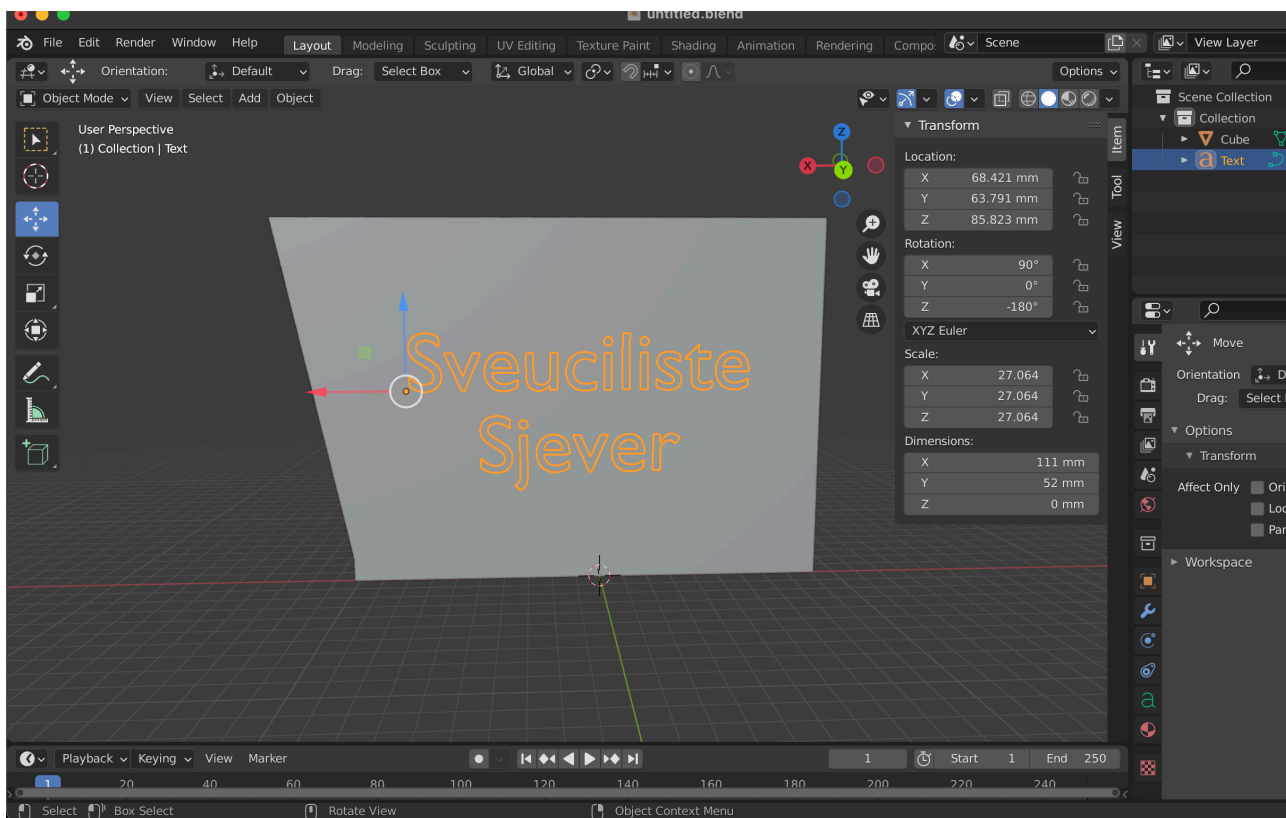 untitled.blend
File Edit Render Window Help Layout Modeling Sculpting UV Editing Texture Paint Shading Animation Rendering Compo Scene View Layer
Orientation: Default Drag: Select Box Global Options
Object Mode View Select Add Object
User Perspective
(1) Collection | Text
Z
X
Y
Transform
Location:
X 68.421 mm
Y 63.791 mm
Z 85.823 mm
Rotation:
X 90°
Y 0°
Z -180°
XYZ Euler
Scale:
X 27.064
Y 27.064
Z 27.064
Dimensions:
X 111 mm
Y 52 mm
Z 0 mm
Item
Tool
View
Sveuciliste
Sjever
Scene Collection
Collection
Cube
Text
Move
Orientation D
Drag: Select
Options
Transform
Affect Only Ori
Loc
Par
Workspace
Playback Keying View Marker 1 Start 1 End 250
1 20 40 60 80 100 120 140 160 180 200 220 240
Select Box Select Rotate View Object Context Menu